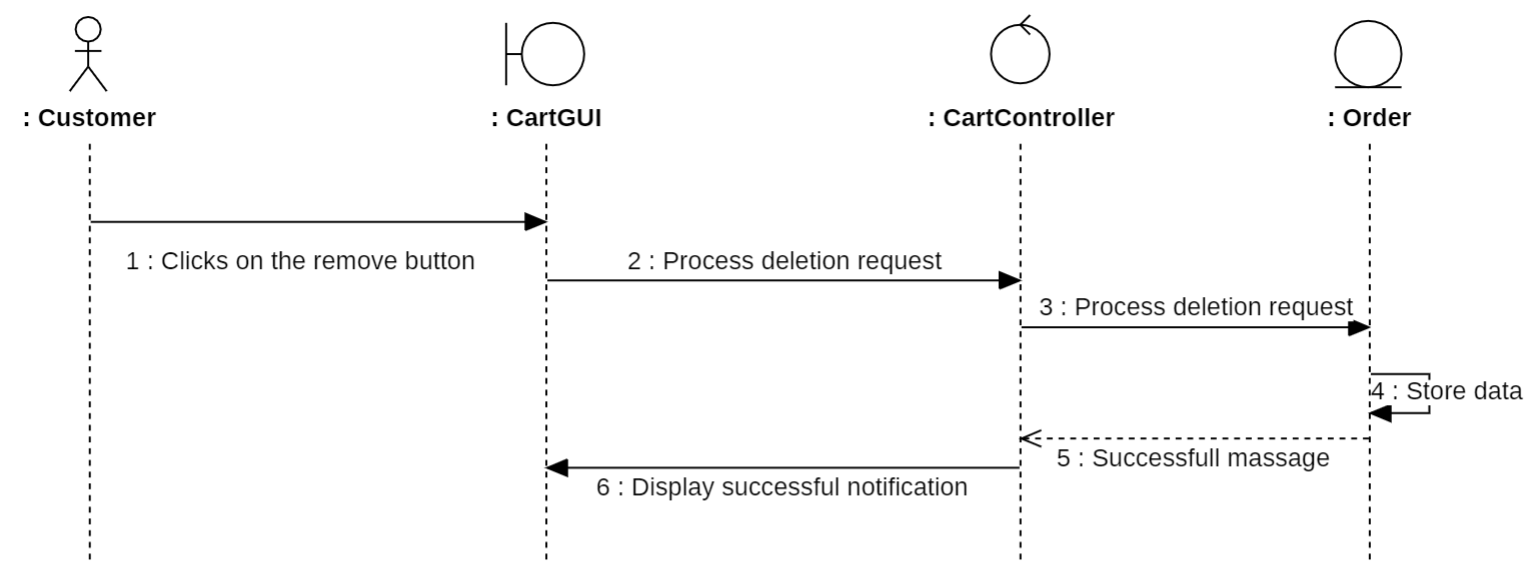 : Customer
: CartGUI
: CartController
: Order
1 : Clicks on the remove button
2 : Process deletion request
3 : Process deletion request
4 : Store data
5 : Successfull massage
6 : Display successful notification